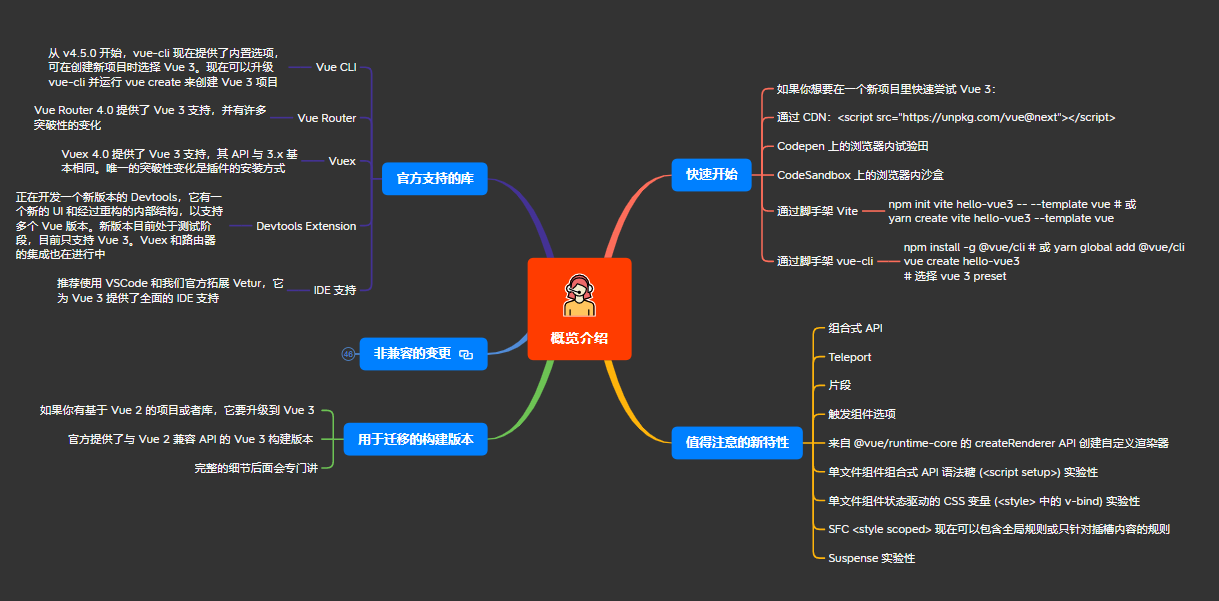 概览介绍
快速开始
如果你想要在一个新项目里快速尝试 Vue 3：
通过 CDN：<script src="https://unpkg.com/vue@next"></script>
Codepen 上的浏览器内试验田
CodeSandbox 上的浏览器内沙盒
通过脚手架 Vite
npm init vite hello-vue3 -- --template vue # 或
yarn create vite hello-vue3 --template vue
通过脚手架 vue-cli
npm install -g @vue/cli # 或 yarn global add @vue/cli
vue create hello-vue3
# 选择 vue 3 preset
值得注意的新特性
组合式 API
Teleport
片段
触发组件选项
来自 @vue/runtime-core 的 createRenderer API 创建自定义渲染器
单文件组件组合式 API 语法糖 (<script setup>) 实验性
单文件组件状态驱动的 CSS 变量 (<style> 中的 v-bind) 实验性
SFC <style scoped> 现在可以包含全局规则或只针对插槽内容的规则
Suspense 实验性
官方支持的库
Vue CLI
从 v4.5.0 开始，vue-cli 现在提供了内置选项，
可在创建新项目时选择 Vue 3。现在可以升级
vue-cli 并运行 vue create 来创建 Vue 3 项目
Vue Router
Vue Router 4.0 提供了 Vue 3 支持，并有许多
突破性的变化
Vuex
Vuex 4.0 提供了 Vue 3 支持，其 API 与 3.x 基
本相同。唯一的突破性变化是插件的安装方式
Devtools Extension
正在开发一个新版本的 Devtools，它有一
个新的 UI 和经过重构的内部结构，以支持
多个 Vue 版本。新版本目前处于测试阶
段，目前只支持 Vue 3。Vuex 和路由器
的集成也在进行中
IDE 支持
推荐使用 VSCode 和我们官方拓展 Vetur，它
为 Vue 3 提供了全面的 IDE 支持
非兼容的变更
46
用于迁移的构建版本
如果你有基于 Vue 2 的项目或者库，它要升级到 Vue 3
官方提供了与 Vue 2 兼容 API 的 Vue 3 构建版本
完整的细节后面会专门讲